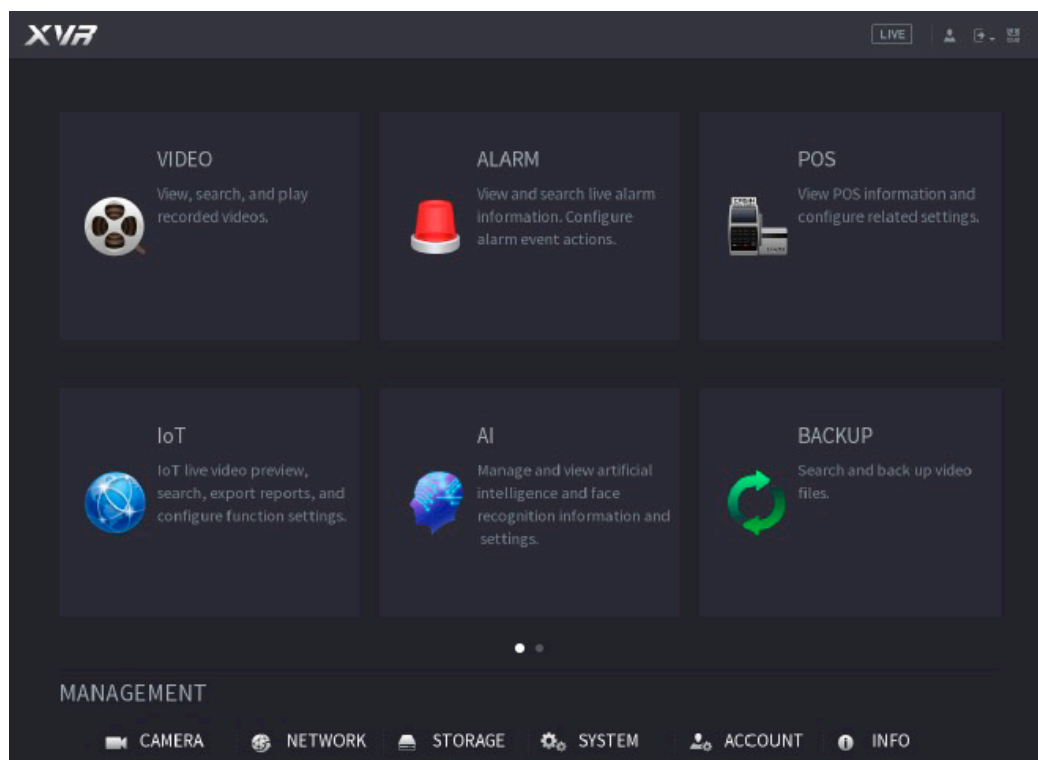 XVR
LIVE
VIDEO
View, search, and play
recorded videos.
ALARM
View and search live alarm
information. Configure
alarm event actions.
POS
View POS information and
configure related settings.
IoT
IoT live video preview,
search, export reports, and
configure function settings.
AI
Manage and view artificial
intelligence and face
recognition information and
settings.
BACKUP
Search and back up video
files.
MANAGEMENT
CAMERA NETWORK STORAGE SYSTEM ACCOUNT INFO